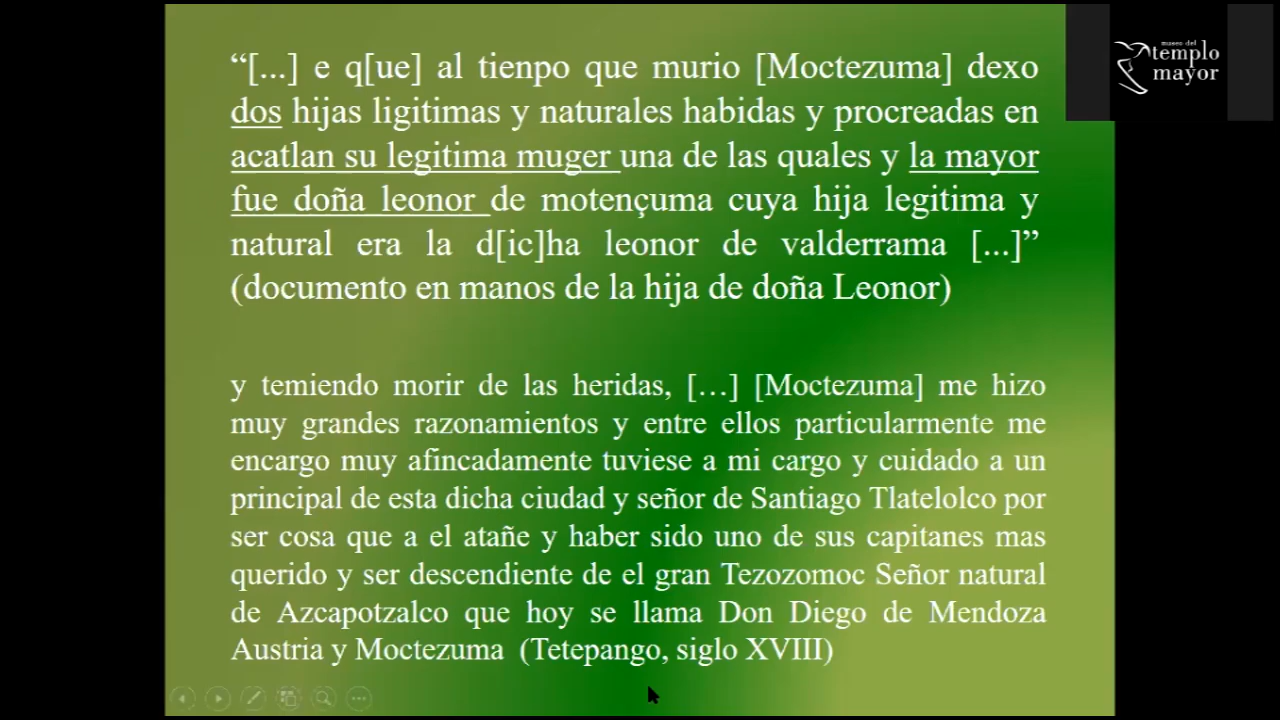 “[...] e q[ue] al tienpo que murio [Moctezuma] dexo
dos hijas ligitimas y naturales habidas y procreadas en
acatlan su legitima muger una de las quales y la mayor
fue doña leonor de motençuma cuya hija legitima y
natural era la d[ic]ha leonor de valderrama [...]”
(documento en manos de la hija de doña Leonor)
y temiendo morir de las heridas, […] [Moctezuma] me hizo
muy grandes razonamientos y entre ellos particularmente me
encargo muy afincadamente tuviese a mi cargo y cuidado a un
principal de esta dicha ciudad y señor de Santiago Tlatelolco por
ser cosa que a el atañe y haber sido uno de sus capitanes mas
querido y ser descendiente de el gran Tezozomoc Señor natural
de Azcapotzalco que hoy se llama Don Diego de Mendoza
Austria y Moctezuma (Tetepango, siglo XVIII)
museo del
templo
mayor